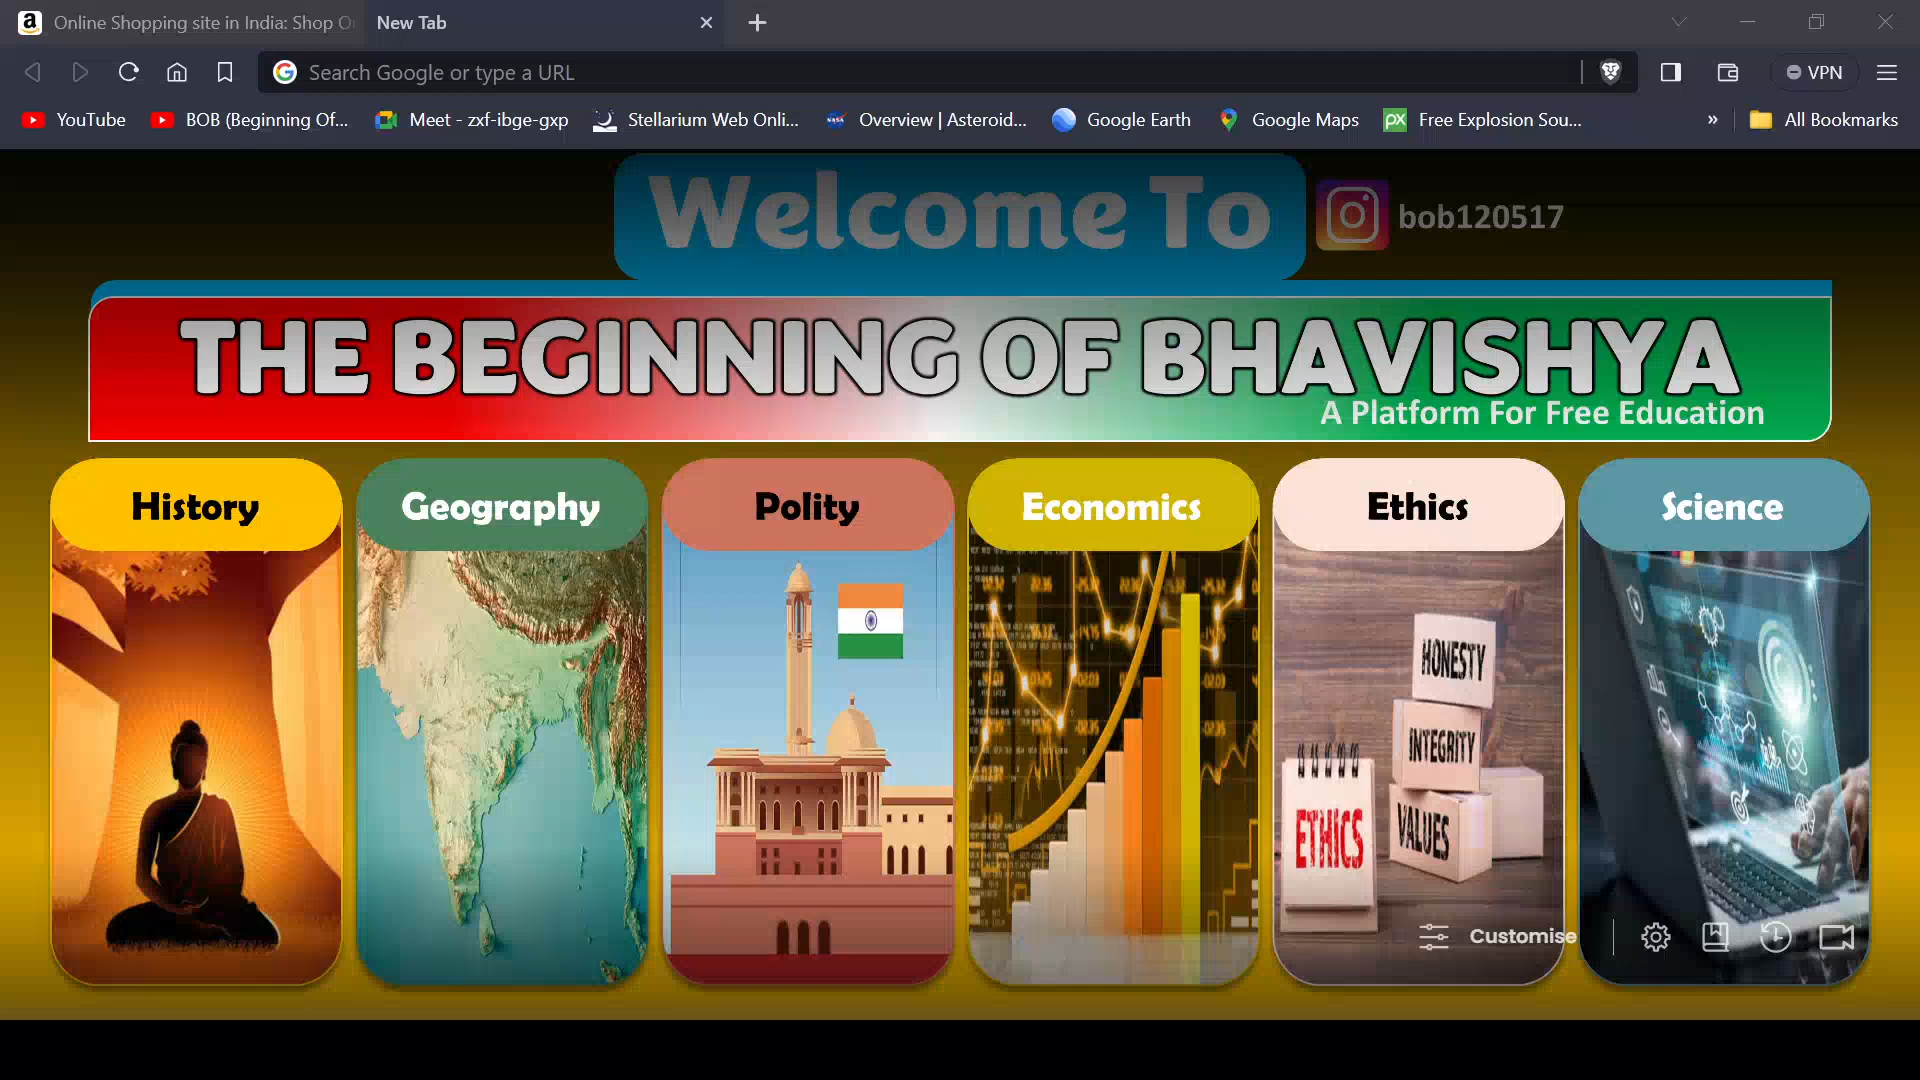 Online Shopping site in India: Shop O
New Tab
Search Google or type a URL
VPN
YouTube
BOB (Beginning Of...
Meet - zxf-ibge-gxp
Stellarium Web Onli...
Overview | Asteroid...
Google Earth
Google Maps
Free Explosion Sou...
»
All Bookmarks
Welcome To
bob120517
THE BEGINNING OF BHAVISHYA
A Platform For Free Education
History
Geography
Polity
Economics
Ethics
Science
HONESTY
INTEGRITY
VALUES
ETHICS
Customise